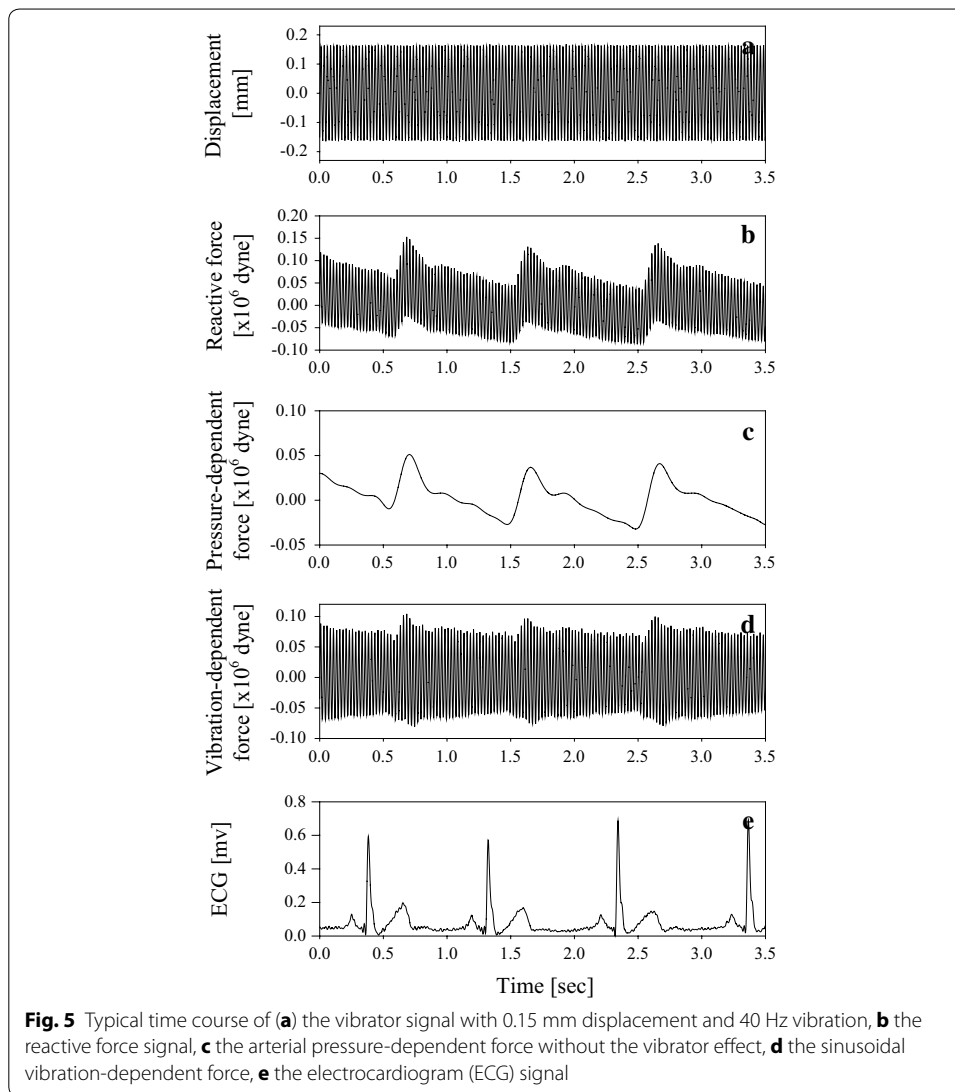 a
Displacement
[mm]
0.2
0.1
0.0
-0.1
-0.2
0.0 0.5 1.0 1.5 2.0 2.5 3.0 3.5
b
Reactive force
[x10⁶ dyne]
0.20
0.15
0.10
0.05
0.00
-0.05
-0.10
0.0 0.5 1.0 1.5 2.0 2.5 3.0 3.5
c
Pressure-dependent
force [x10⁶ dyne]
0.10
0.05
0.00
-0.05
0.0 0.5 1.0 1.5 2.0 2.5 3.0 3.5
d
Vibration-dependent
force [x10⁶ dyne]
0.10
0.05
0.00
-0.05
-0.10
0.0 0.5 1.0 1.5 2.0 2.5 3.0 3.5
e
ECG [mv]
0.8
0.6
0.4
0.2
0.0
0.0 0.5 1.0 1.5 2.0 2.5 3.0 3.5
Time [sec]
Fig. 5 Typical time course of (a) the vibrator signal with 0.15 mm displacement and 40 Hz vibration, b the
reactive force signal, c the arterial pressure-dependent force without the vibrator effect, d the sinusoidal
vibration-dependent force, e the electrocardiogram (ECG) signal